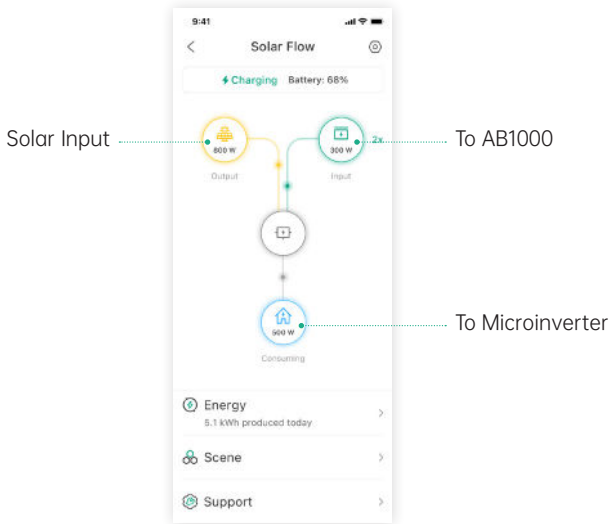 9:41
Solar Flow
Charging Battery: 68%
Solar Input
800 W
Output
300 W
2x
Input
To AB1000
500 W
Consuming
To Microinverter
Energy
5.1 kWh produced today
Scene
Support